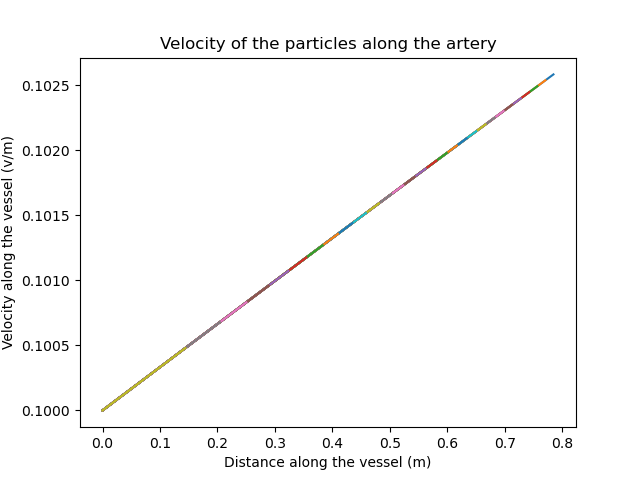 Velocity of the particles along the artery
Velocity along the vessel (v/m)
0.1025
0.1020
0.1015
0.1010
0.1005
0.1000
0.0 0.1 0.2 0.3 0.4 0.5 0.6 0.7 0.8
Distance along the vessel (m)